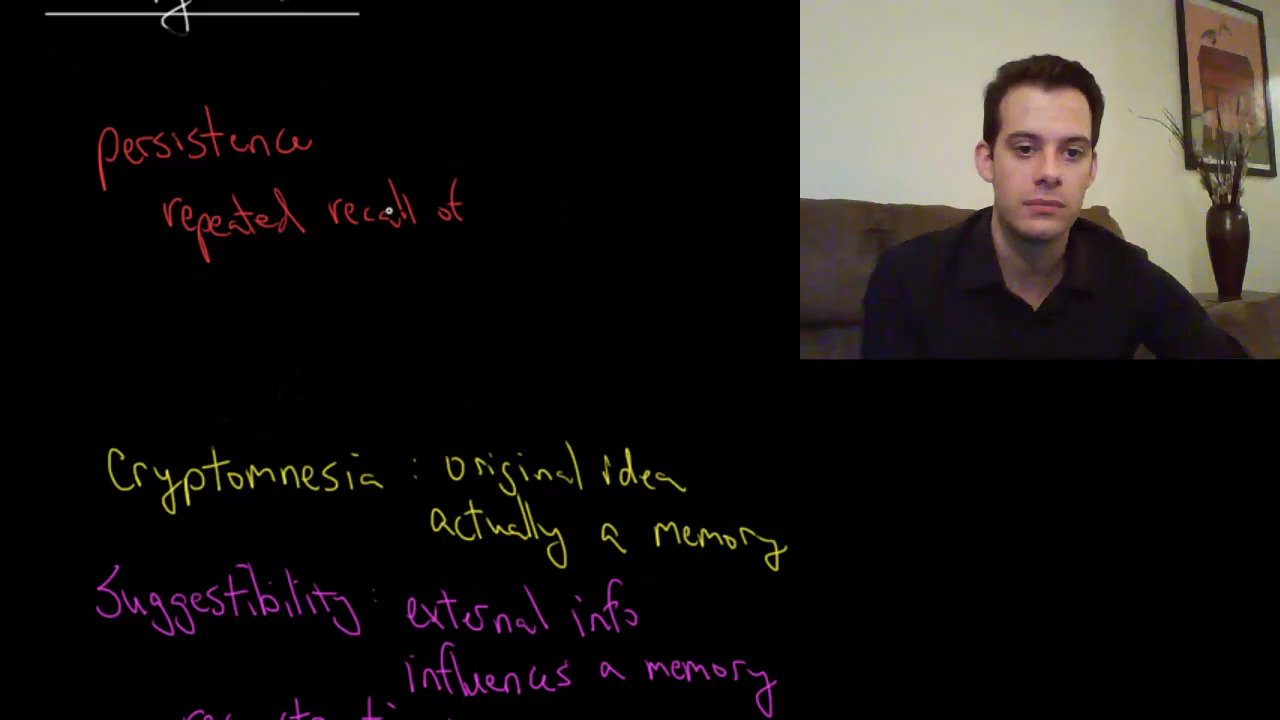 persistence
repeated recall of
Cryptomnesia : original idea
actually a memory
Suggestibility : external info
influences a memory